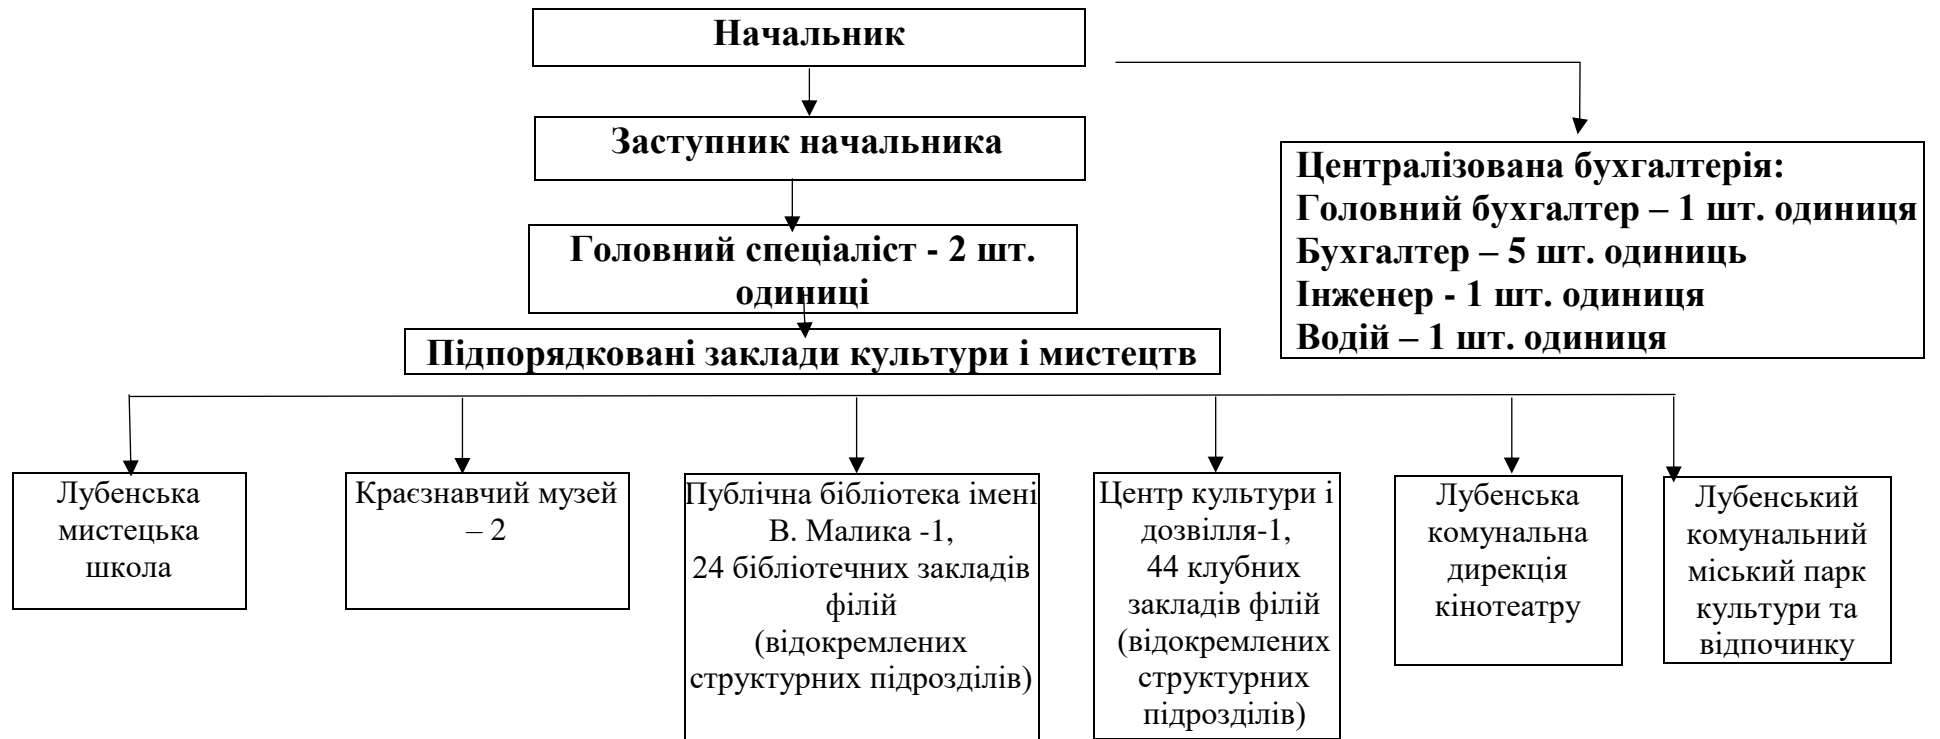 Начальник
Заступник начальника
Централізована бухгалтерія:
Головний бухгалтер – 1 шт. одиниця
Бухгалтер – 5 шт. одиниць
Інженер - 1 шт. одиниця
Водій – 1 шт. одиниця
Головний спеціаліст - 2 шт.
одиниці
Підпорядковані заклади культури і мистецтв
Лубенська
мистецька
школа
Краєзнавчий музей
– 2
Публічна бібліотека імені
В. Малика -1,
24 бібліотечних закладів
філій
(відокремлених
структурних підрозділів)
Центр культури і
дозвілля-1,
44 клубних
закладів філій
(відокремлених
структурних
підрозділів)
Лубенська
комунальна
дирекція
кінотеатру
Лубенський
комунальний
міський парк
культури та
відпочинку